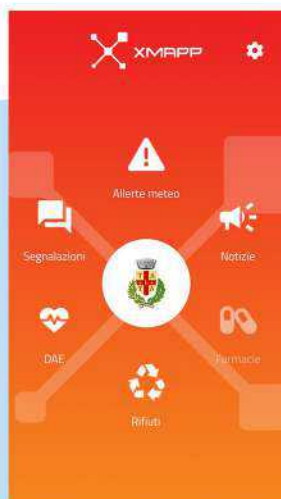 XMAPP
Allerte meteo
Segnalazioni
Notizie
DAE
Farmacie
Rifiuti